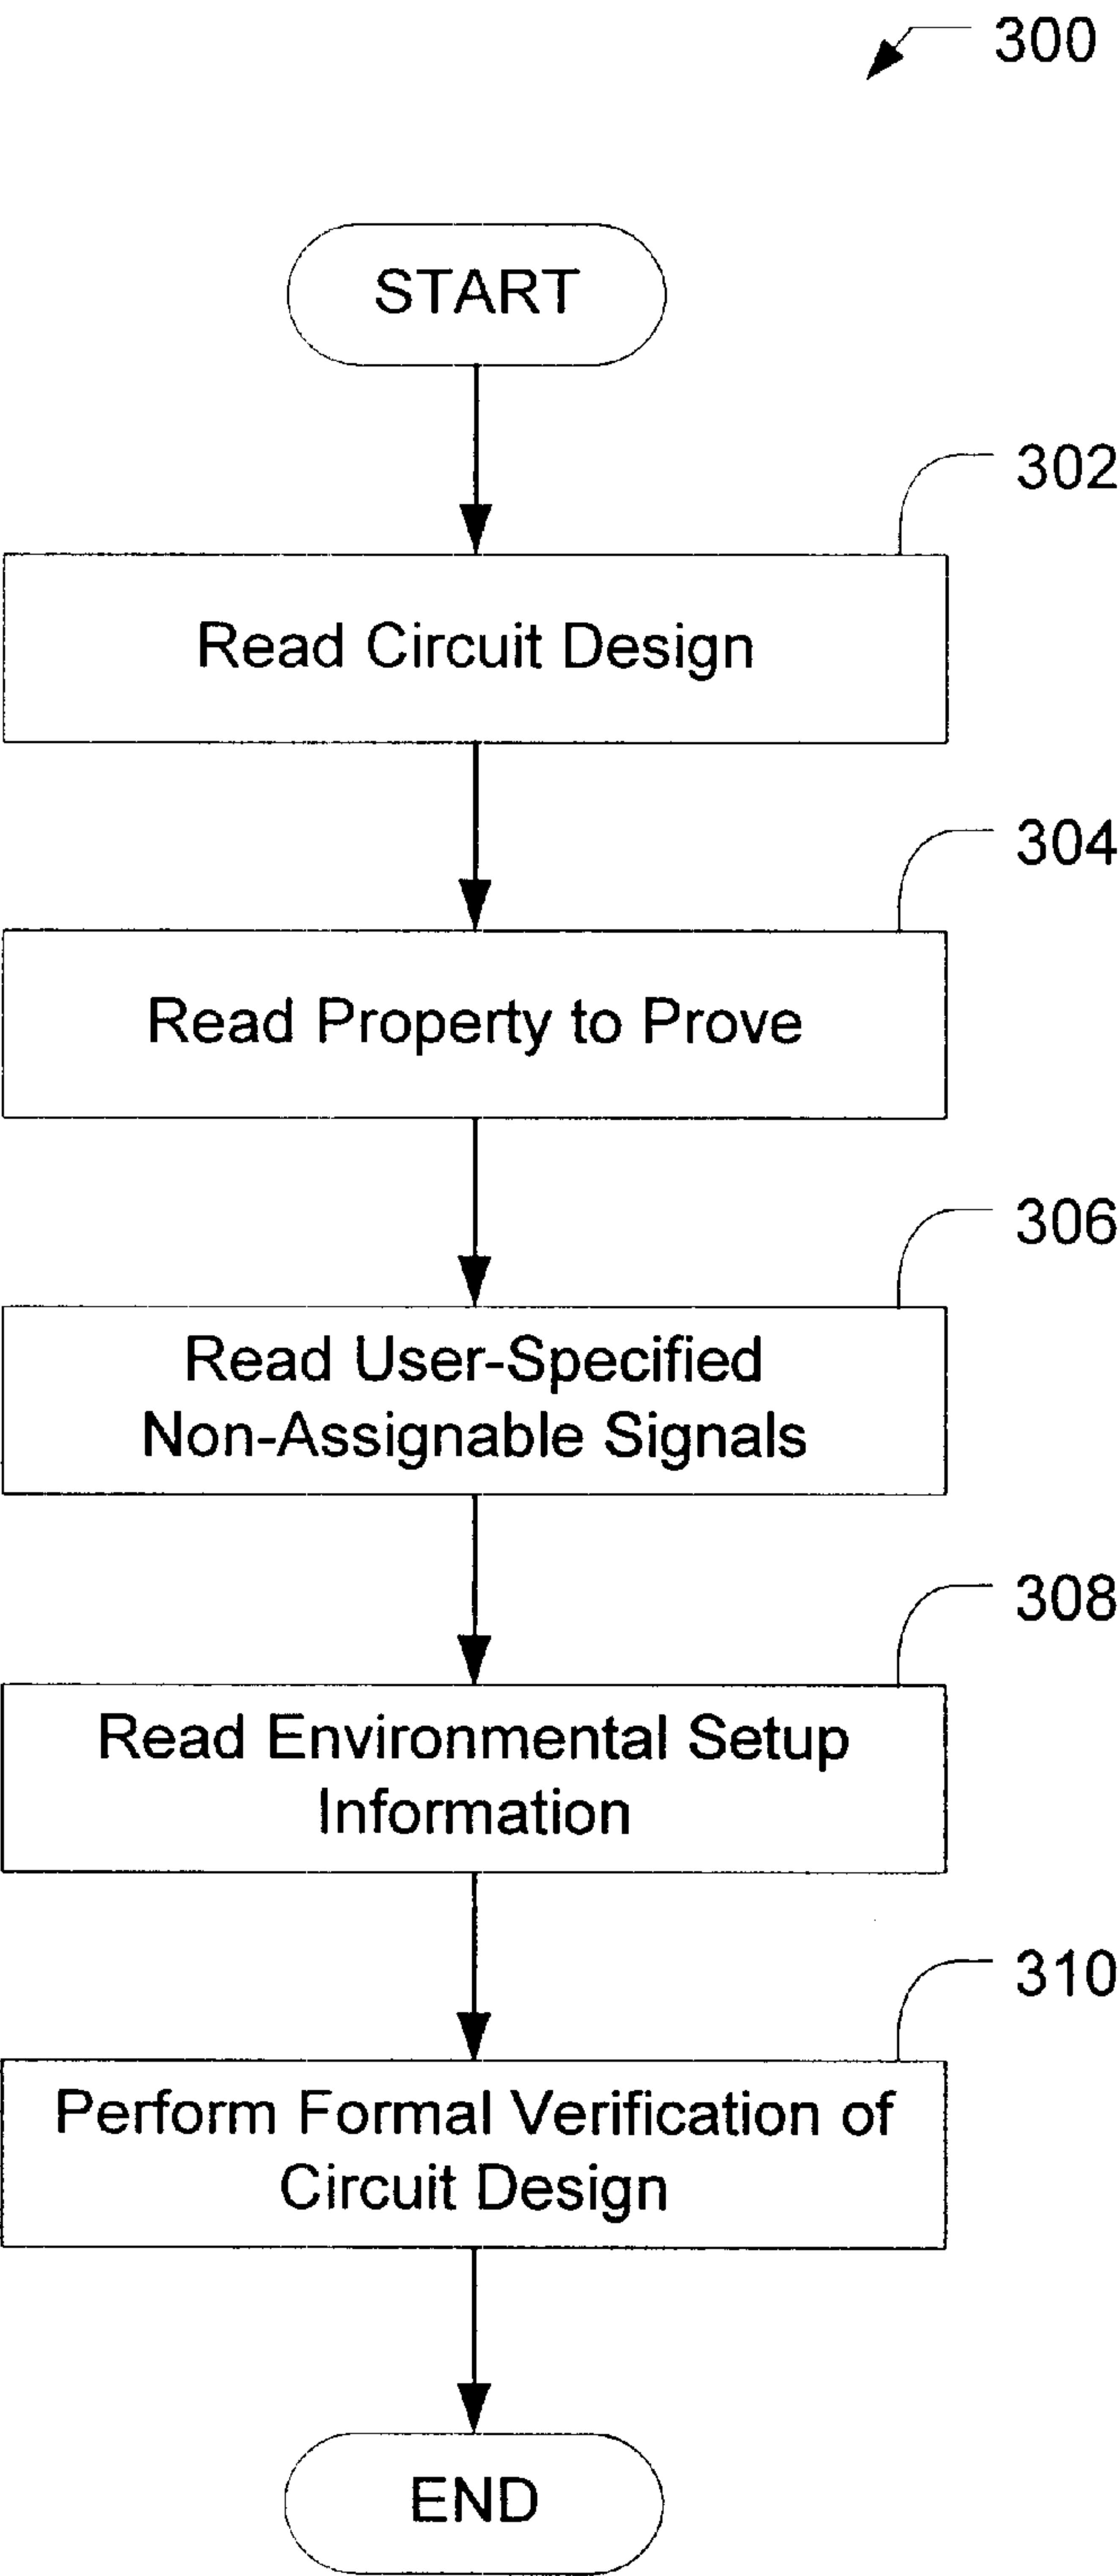 300
START
302
Read Circuit Design
304
Read Property to Prove
306
Read User-Specified
Non-Assignable Signals
308
Read Environmental Setup
Information
310
Perform Formal Verification of
Circuit Design
END